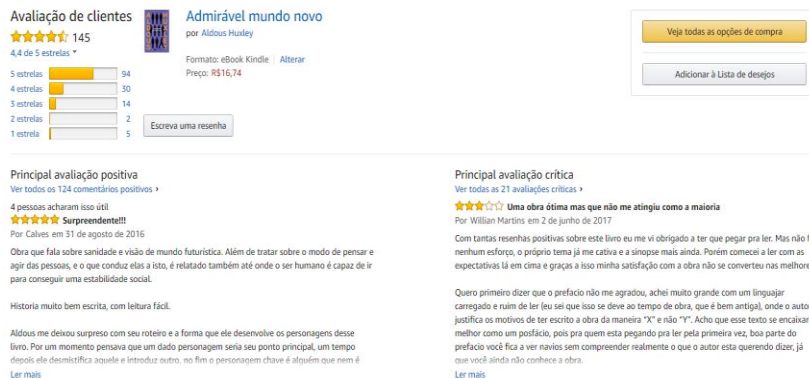 Avaliação de clientes
145
4,4 de 5 estrelas
5 estrelas 94
4 estrelas 30
3 estrelas 14
2 estrelas 2
1 estrela 5
Admirável mundo novo
por Aldous Huxley
Formato: eBook Kindle Alterar
Preço: R$16,74
Escreva uma resenha
Veja todas as opções de compra
Adicionar à Lista de desejos
Principal avaliação positiva
Ver todos os 124 comentários positivos ›
4 pessoas acharam isso útil
Surpreendente!!!
Por Calves em 31 de agosto de 2016
Obra que fala sobre sanidade e visão de mundo futurística. Além de tratar sobre o modo de pensar e
agir das pessoas, e o que conduz elas a isto, é relatado também até onde o ser humano é capaz de ir
para conseguir uma estabilidade social.
Historia muito bem escrita, com leitura fácil.
Aldous me deixou surpreso com seu roteiro e a forma que ele desenvolve os personagens desse
livro. Por um momento pensava que um dado personagem seria seu ponto principal, um tempo
depois ele desmistifica aquele e introduz outro, no fim o personagem chave é alguém que nem é
Ler mais
Principal avaliação crítica
Ver todas as 21 avaliações críticas ›
Uma obra ótima mas que não me atingiu como a maioria
Por Willian Martins em 2 de junho de 2017
Com tantas resenhas positivas sobre este livro eu me vi obrigado a ter que pegar pra ler. Mas não
nenhum esforço, o próprio tema já me cativa e a sinopse mais ainda. Porém comecei a ler com as
expectativas lá em cima e graças a isso minha satisfação com a obra não se converteu nas
Quero primeiro dizer que o prefacio não me agradou, achei muito grande com um linguajar
carregado e ruim de ler (eu sei que isso se deve ao tempo de obra, que é bem antiga), onde o
justifica os motivos de ter escrito a obra da maneira "X" e não "Y". Acho que esse texto se
melhor como um posfácio, pois pra quem esta pegando pra ler pela primeira vez, boa parte do
prefacio você fica a ver navios sem compreender realmente o que o autor esta querendo dizer, já
que você ainda não conhece a obra.
Ler mais